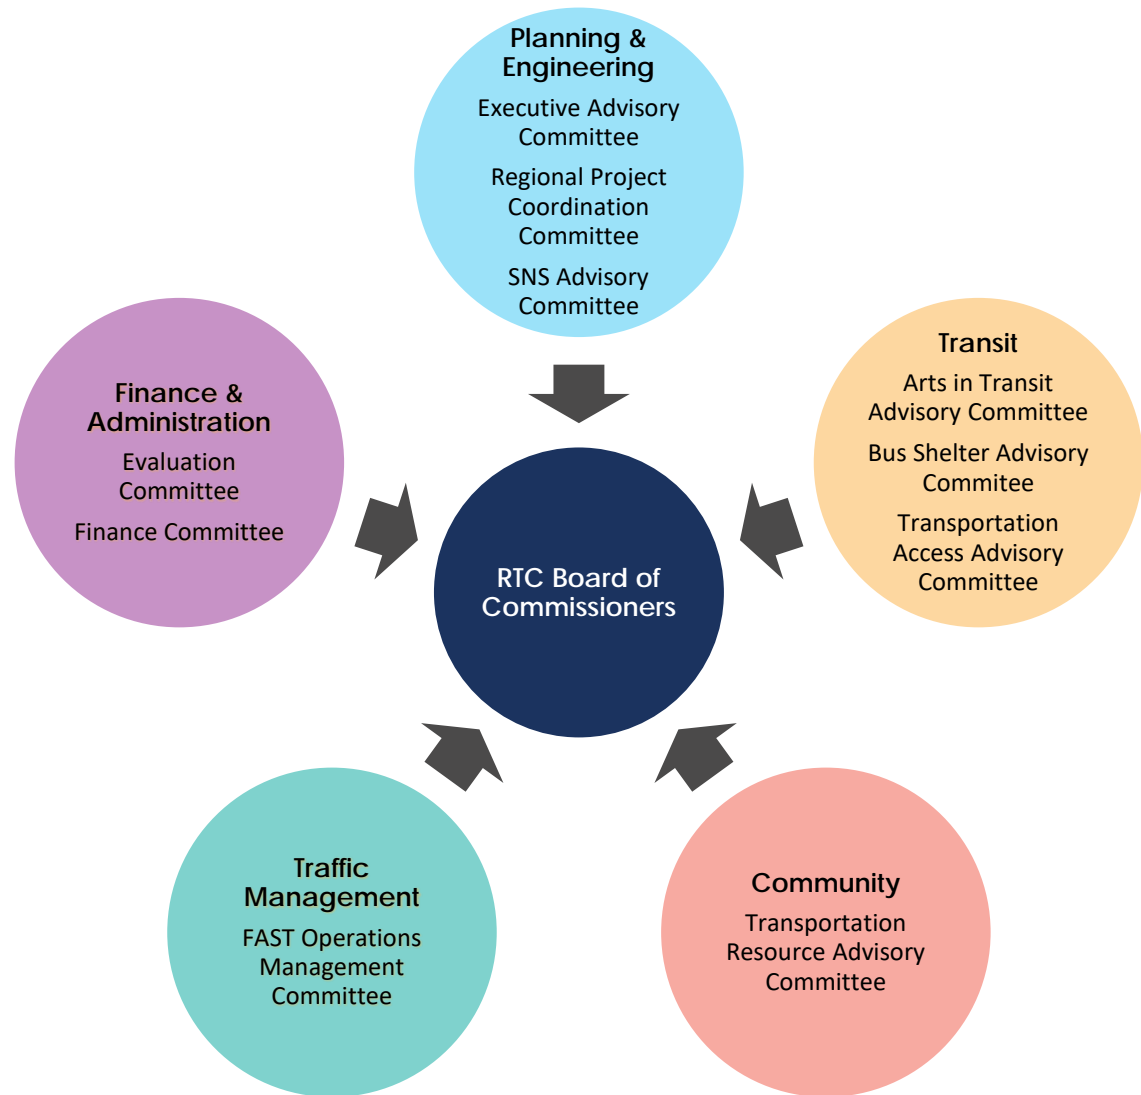 Planning &
Engineering
Executive Advisory
Committee
Regional Project
Coordination
Committee
SNS Advisory
Committee
Transit
Arts in Transit
Advisory Committee
Bus Shelter Advisory
Commitee
Transportation
Access Advisory
Committee
Community
Transportation
Resource Advisory
Committee
Traffic
Management
FAST Operations
Management
Committee
Finance &
Administration
Evaluation
Committee
Finance Committee
RTC Board of
Commissioners